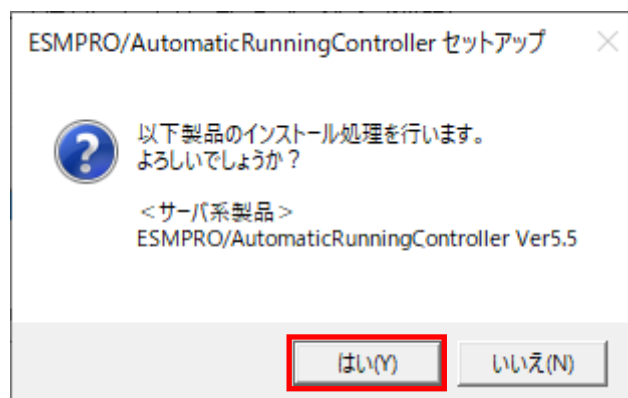 ESMPRO/AutomaticRunningController セットアップ
以下製品のインストール処理を行います。
よろしいでしょうか？
＜サーバ系製品＞
ESMPRO/AutomaticRunningController Ver5.5
はい(Y)
いいえ(N)